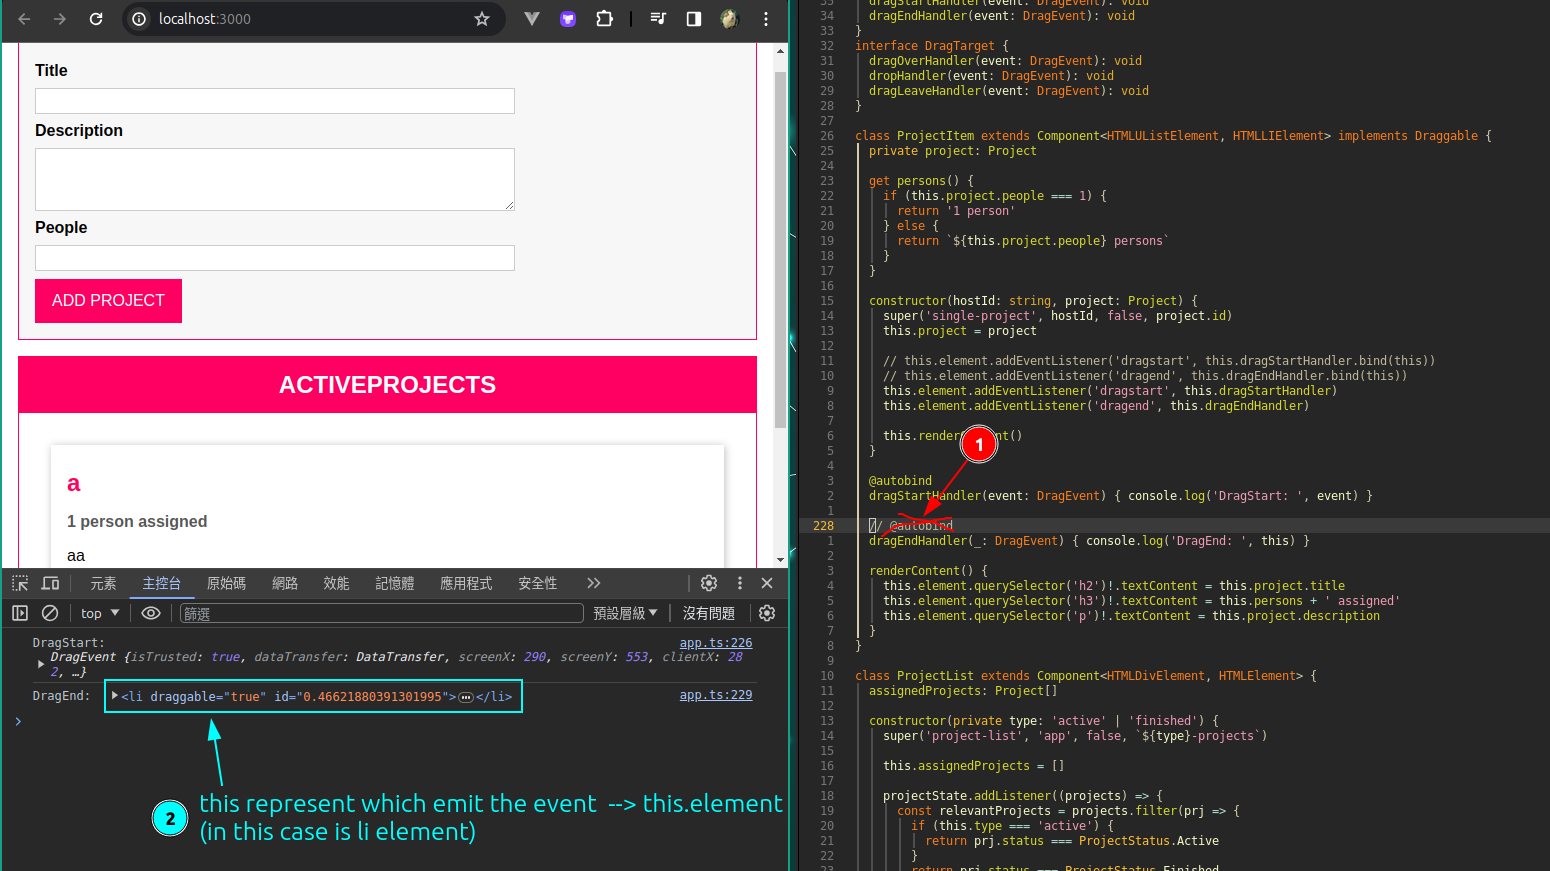 localhost:3000
Title
Description
People
ADD PROJECT
ACTIVEPROJECTS
a
1 person assigned
aa
元素
主控台
原始碼
網路
效能
記憶體
應用程式
安全性
top
篩選
預設層級
沒有問題
DragStart:
app.ts:226
DragEvent {isTrusted: true, dataTransfer: DataTransfer, screenX: 290, screenY: 553, clientX: 28
2, …}
DragEnd: <li draggable="true" id="0.46621880391301995">…</li>
app.ts:229
2
this represent which emit the event --> this.element
(in this case is li element)
33 dragStartHandler(event: DragEvent): void
34 dragEndHandler(event: DragEvent): void
33 }
32 interface DragTarget {
31 dragOverHandler(event: DragEvent): void
30 dropHandler(event: DragEvent): void
29 dragLeaveHandler(event: DragEvent): void
28 }
27
26 class ProjectItem extends Component<HTMLUListElement, HTMLLIElement> implements Draggable {
25 private project: Project
24
23 get persons() {
22 if (this.project.people === 1) {
21 return '1 person'
20 } else {
19 return `${this.project.people} persons`
18 }
17 }
16
15 constructor(hostId: string, project: Project) {
14 super('single-project', hostId, false, project.id)
13 this.project = project
12
11 // this.element.addEventListener('dragstart', this.dragStartHandler.bind(this))
10 // this.element.addEventListener('dragend', this.dragEndHandler.bind(this))
9 this.element.addEventListener('dragstart', this.dragStartHandler)
8 this.element.addEventListener('dragend', this.dragEndHandler)
7
6 this.render nt()
1
5 }
4
3 @autobind
2 dragStartHandler(event: DragEvent) { console.log('DragStart: ', event) }
1
228 // @autobind
1 dragEndHandler(_: DragEvent) { console.log('DragEnd: ', this) }
2
3 renderContent() {
4 this.element.querySelector('h2')!.textContent = this.project.title
5 this.element.querySelector('h3')!.textContent = this.persons + ' assigned'
6 this.element.querySelector('p')!.textContent = this.project.description
7 }
8 }
9
10 class ProjectList extends Component<HTMLDivElement, HTMLElement> {
11 assignedProjects: Project[]
12
13 constructor(private type: 'active' | 'finished') {
14 super('project-list', 'app', false, `${type}-projects`)
15
16 this.assignedProjects = []
17
18 projectState.addListener((projects) => {
19 const relevantProjects = projects.filter(prj => {
20 if (this.type === 'active') {
21 return prj.status === ProjectStatus.Active
22 }
23 return prj.status === ProjectStatus.Finished